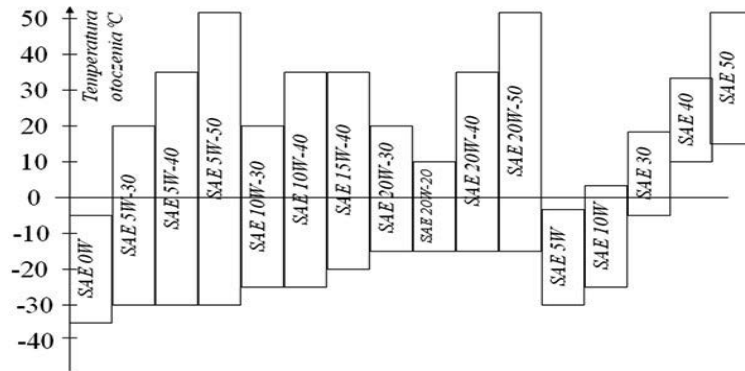 50
40
30
20
10
0
-10
-20
-30
-40
Temperatura
otoczenia °C
SAE 0W
SAE 5W-30
SAE 5W-40
SAE 5W-50
SAE 10W-30
SAE 10W-40
SAE 15W-40
SAE 20W-30
SAE 20W-20
SAE 20W-40
SAE 20W-50
SAE 5W
SAE 10W
SAE 30
SAE 40
SAE 50